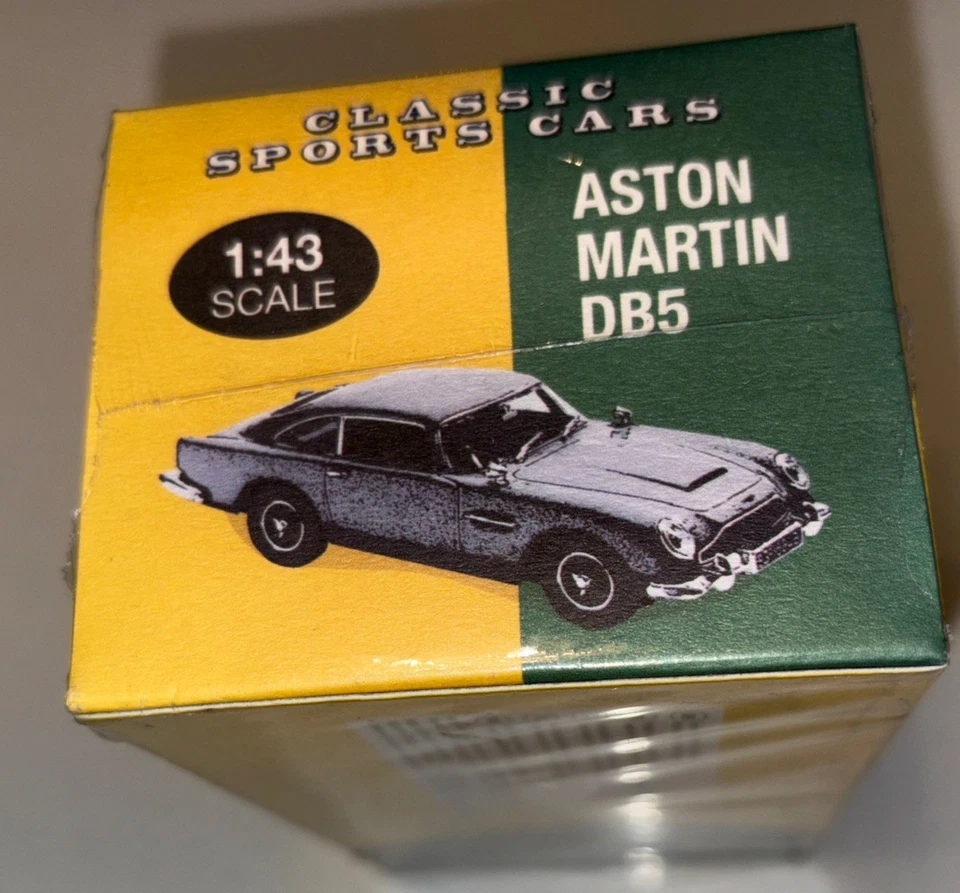 CLASSIC
SPORTS CARS
ASTON
MARTIN
DB5
1:43
SCALE